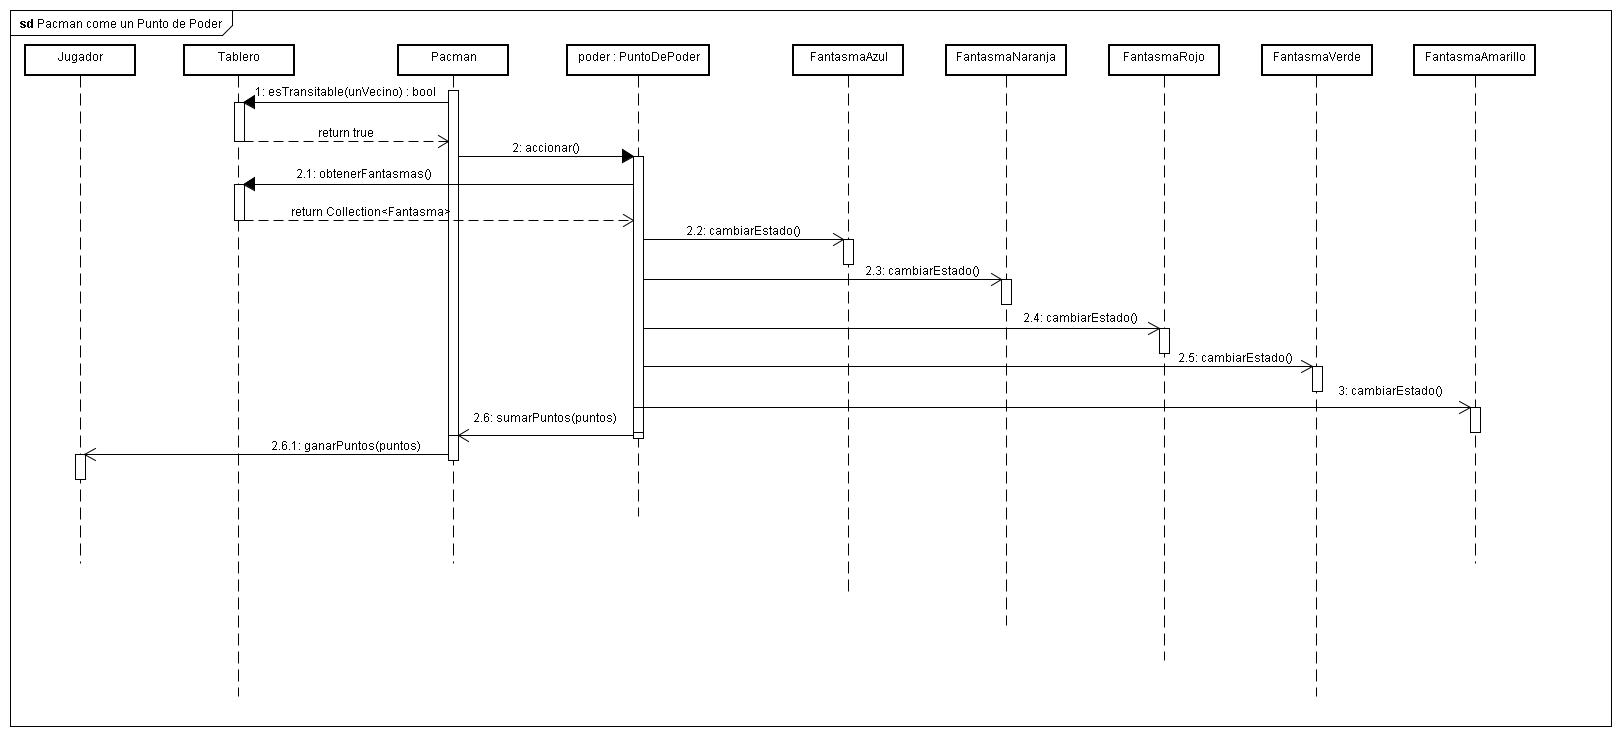 sd Pacman come un Punto de Poder
Jugador
Tablero
Pacman
poder : PuntoDePoder
FantasmaAzul
FantasmaNaranja
FantasmaRojo
FantasmaVerde
FantasmaAmarillo
1: esTransitable(unVecino) : bool
return true
2: accionar()
2.1: obtenerFantasmas()
return Collection<Fantasma>
2.2: cambiarEstado()
2.3: cambiarEstado()
2.4: cambiarEstado()
2.5: cambiarEstado()
3: cambiarEstado()
2.6: sumarPuntos(puntos)
2.6.1: ganarPuntos(puntos)